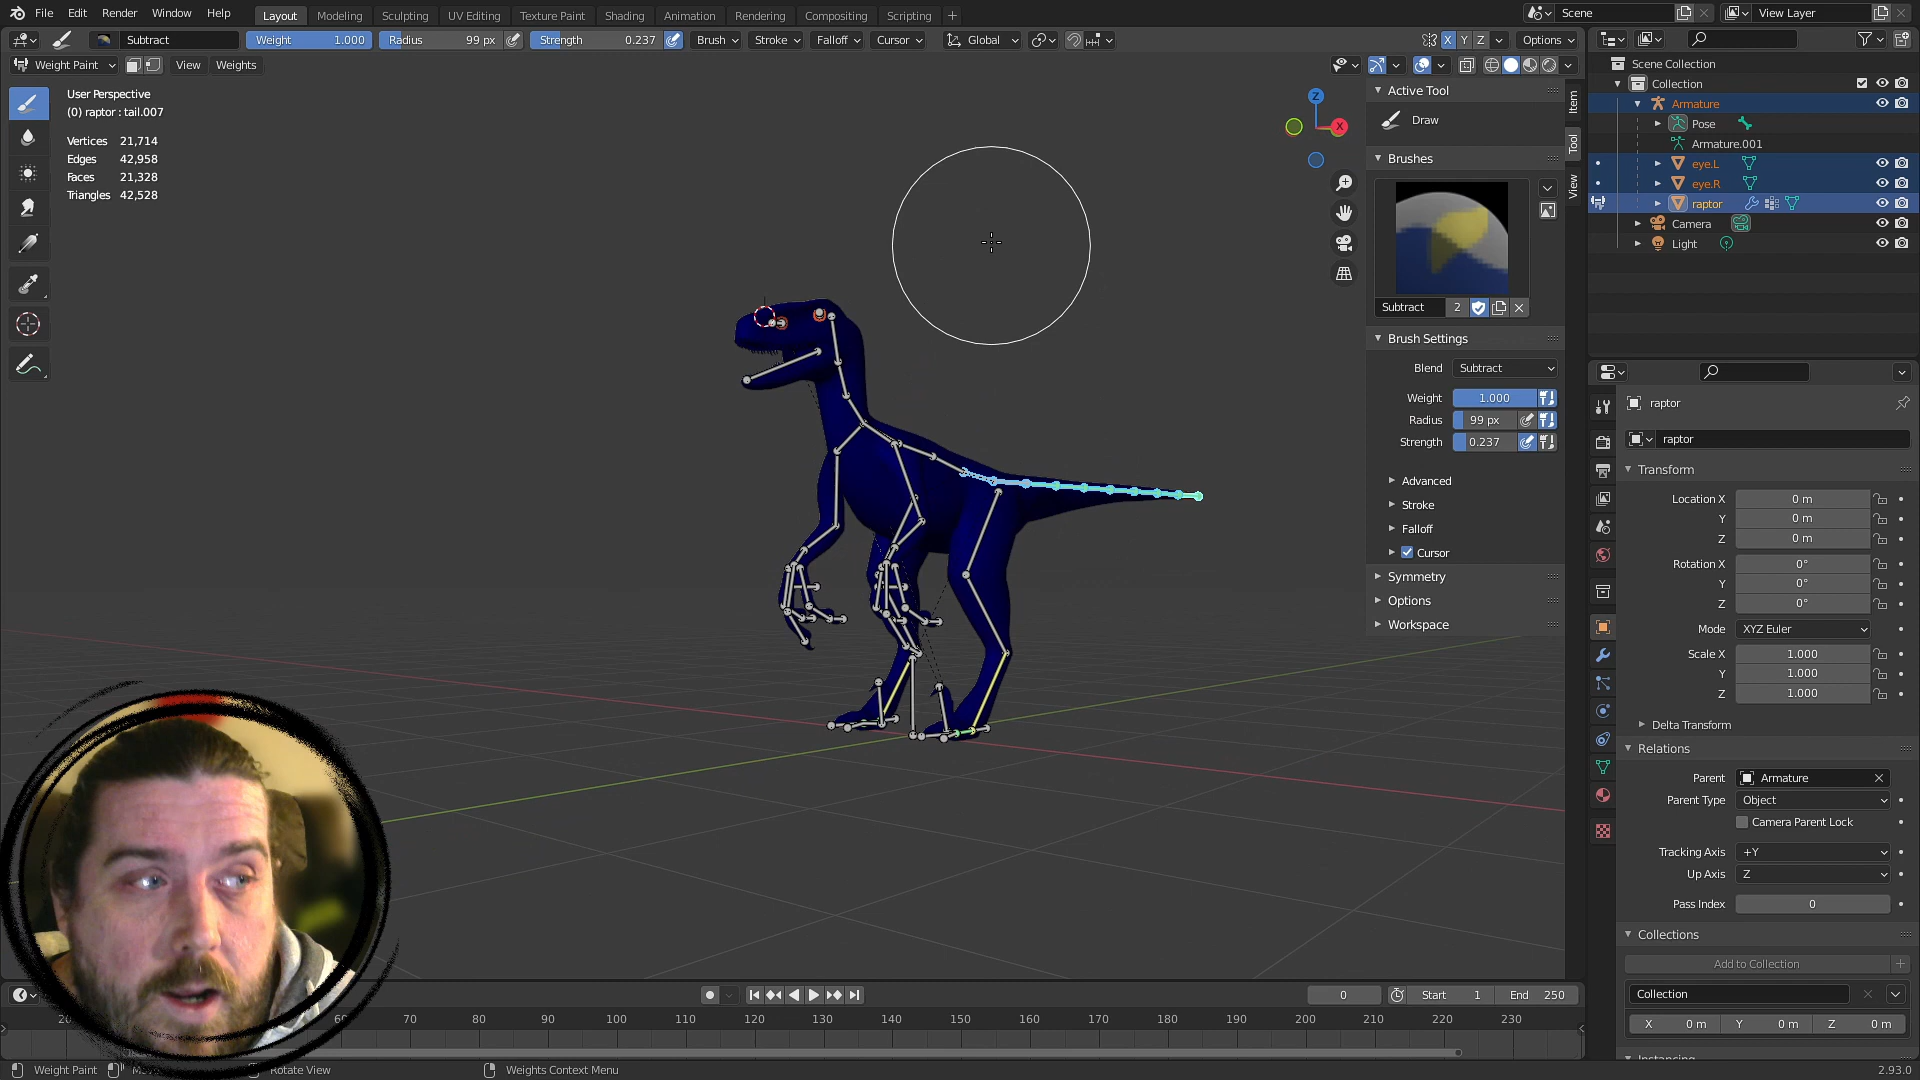 File Edit Render Window Help Layout Modeling Sculpting UV Editing Texture Paint Shading Animation Rendering Compositing Scripting + Scene View Layer
Subtract Weight 1.000 Radius 99 px Strength 0.237 Brush Stroke Falloff Cursor Global X Y Z Options
Weight Paint View Weights
User Perspective
(0) raptor : tail.007
Vertices 21,714
Edges 42,958
Faces 21,328
Triangles 42,528
Z
X
Active Tool
Draw
Brushes
Subtract 2
Brush Settings
Blend Subtract
Weight 1.000
Radius 99 px
Strength 0.237
Advanced
Stroke
Falloff
Cursor
Symmetry
Options
Workspace
Item
Tool
View
Scene Collection
Collection
Armature
Pose
Armature.001
eye.L
eye.R
raptor
Camera
Light
raptor
raptor
Transform
Location X 0 m
Y 0 m
Z 0 m
Rotation X 0°
Y 0°
Z 0°
Mode XYZ Euler
Scale X 1.000
Y 1.000
Z 1.000
Delta Transform
Relations
Parent Armature
Parent Type Object
Camera Parent Lock
Tracking Axis +Y
Up Axis Z
Pass Index 0
Collections
Add to Collection
Collection
X 0 m Y 0 m Z 0 m
0 Start 1 End 250
20 60 70 80 90 100 110 120 130 140 150 160 170 180 190 200 210 220 230
Weight Paint Rotate View Weights Context Menu 2.93.0